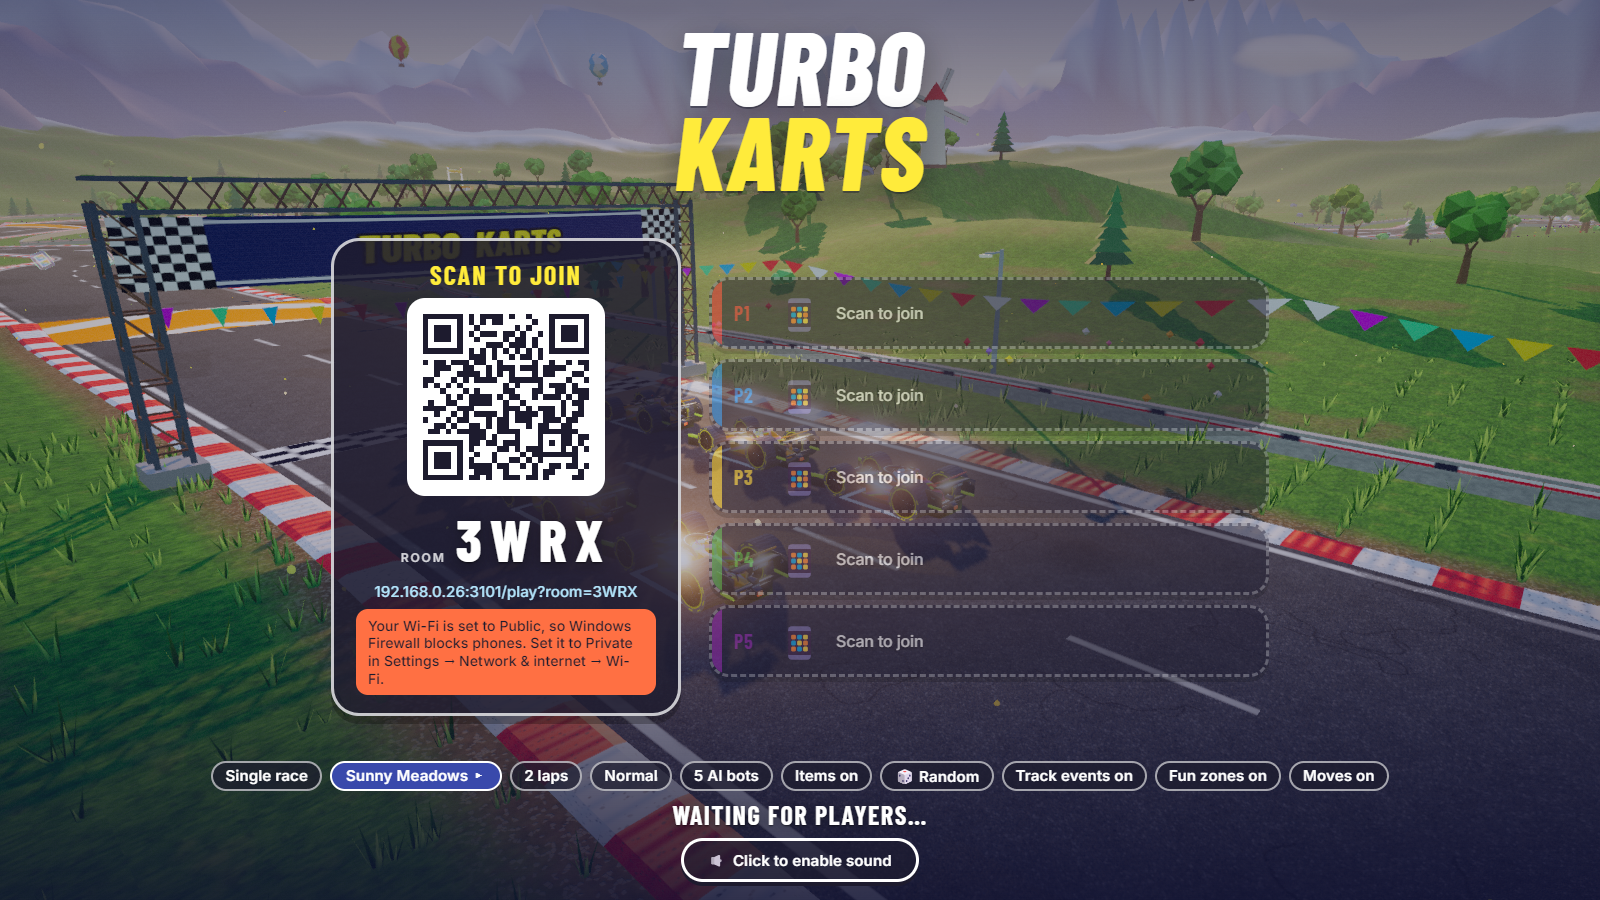 TURBO
KARTS
TURBO KARTS
SCAN TO JOIN
ROOM 3WRX
192.168.0.26:3101/play?room=3WRX
Your Wi-Fi is set to Public, so Windows
Firewall blocks phones. Set it to Private
in Settings → Network & internet → Wi-
Fi.
P1 Scan to join
P2 Scan to join
P3 Scan to join
P4 Scan to join
P5 Scan to join
Single race Sunny Meadows ▸ 2 laps Normal 5 AI bots Items on 🎲 Random Track events on Fun zones on Moves on
WAITING FOR PLAYERS...
Click to enable sound